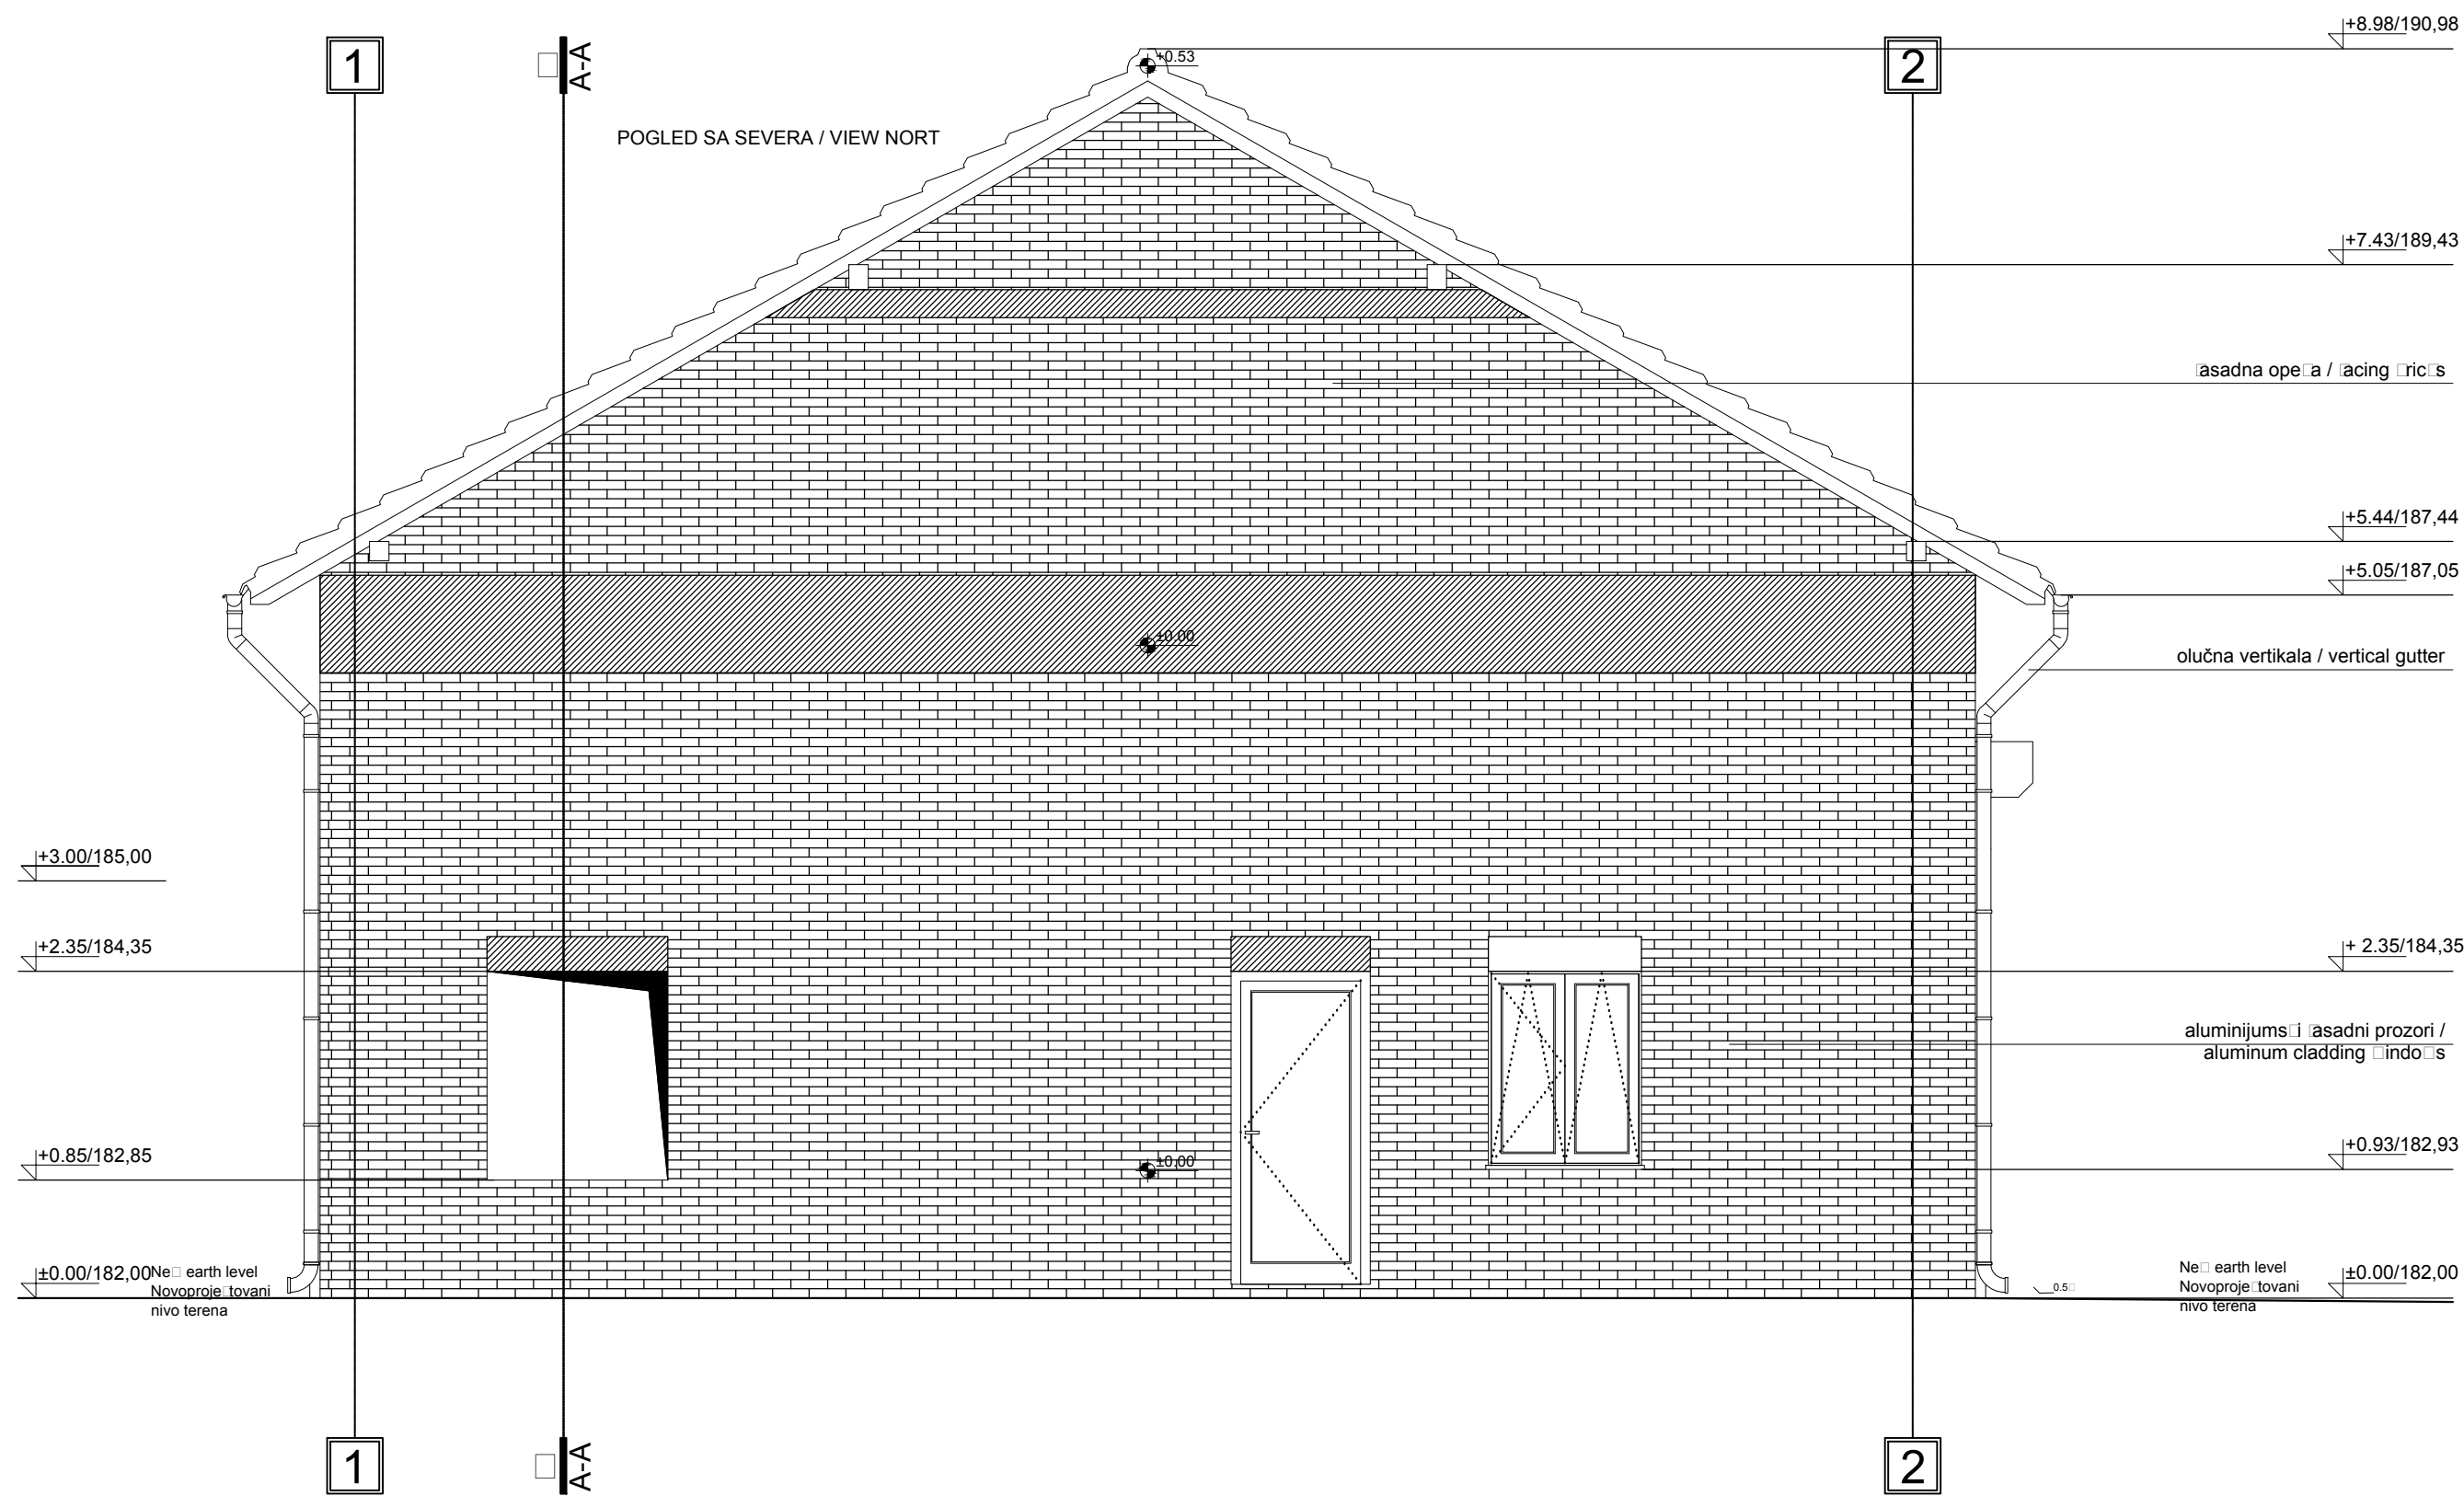 +8.98/190,98
1
A-A
+0.53
2
POGLED SA SEVERA / VIEW NORT
+7.43/189,43
□asadna ope□a / □acing □ric□s
+5.44/187,44
+5.05/187,05
±0.00
olučna vertikala / vertical gutter
+3.00/185,00
+2.35/184,35
+ 2.35/184,35
aluminijums□i □asadni prozori /
aluminum cladding □indo□s
+0.85/182,85
±0.00
+0.93/182,93
±0.00/182,00
Ne□ earth level
Novoproje□tovani
nivo terena
0.5□
Ne□ earth level
Novoproje□tovani
nivo terena
±0.00/182,00
1
A-A
2